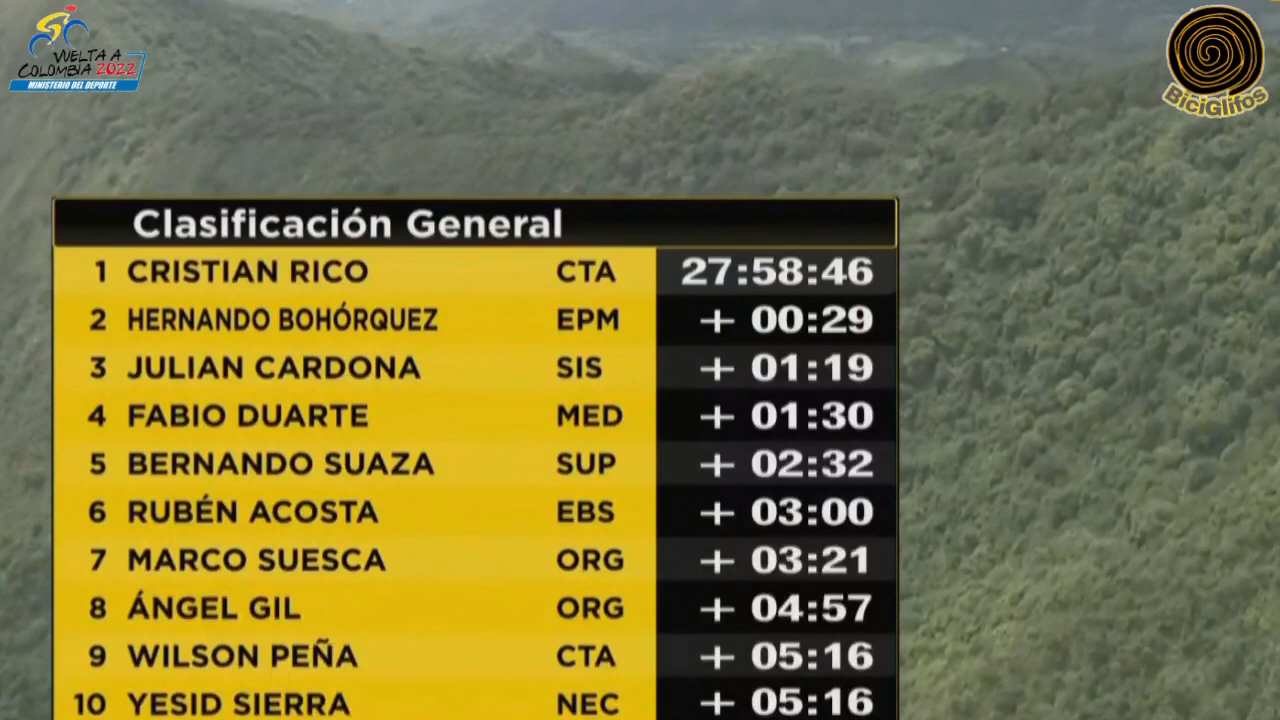 VUELTA A
COLOMBIA 2022
MINISTERIO DEL DEPORTE
BiciGlifos
Clasificación General
1 CRISTIAN RICO CTA 27:58:46
2 HERNANDO BOHÓRQUEZ EPM + 00:29
3 JULIAN CARDONA SIS + 01:19
4 FABIO DUARTE MED + 01:30
5 BERNANDO SUAZA SUP + 02:32
6 RUBÉN ACOSTA EBS + 03:00
7 MARCO SUESCA ORG + 03:21
8 ÁNGEL GIL ORG + 04:57
9 WILSON PEÑA CTA + 05:16
10 YESID SIERRA NEC + 05:16